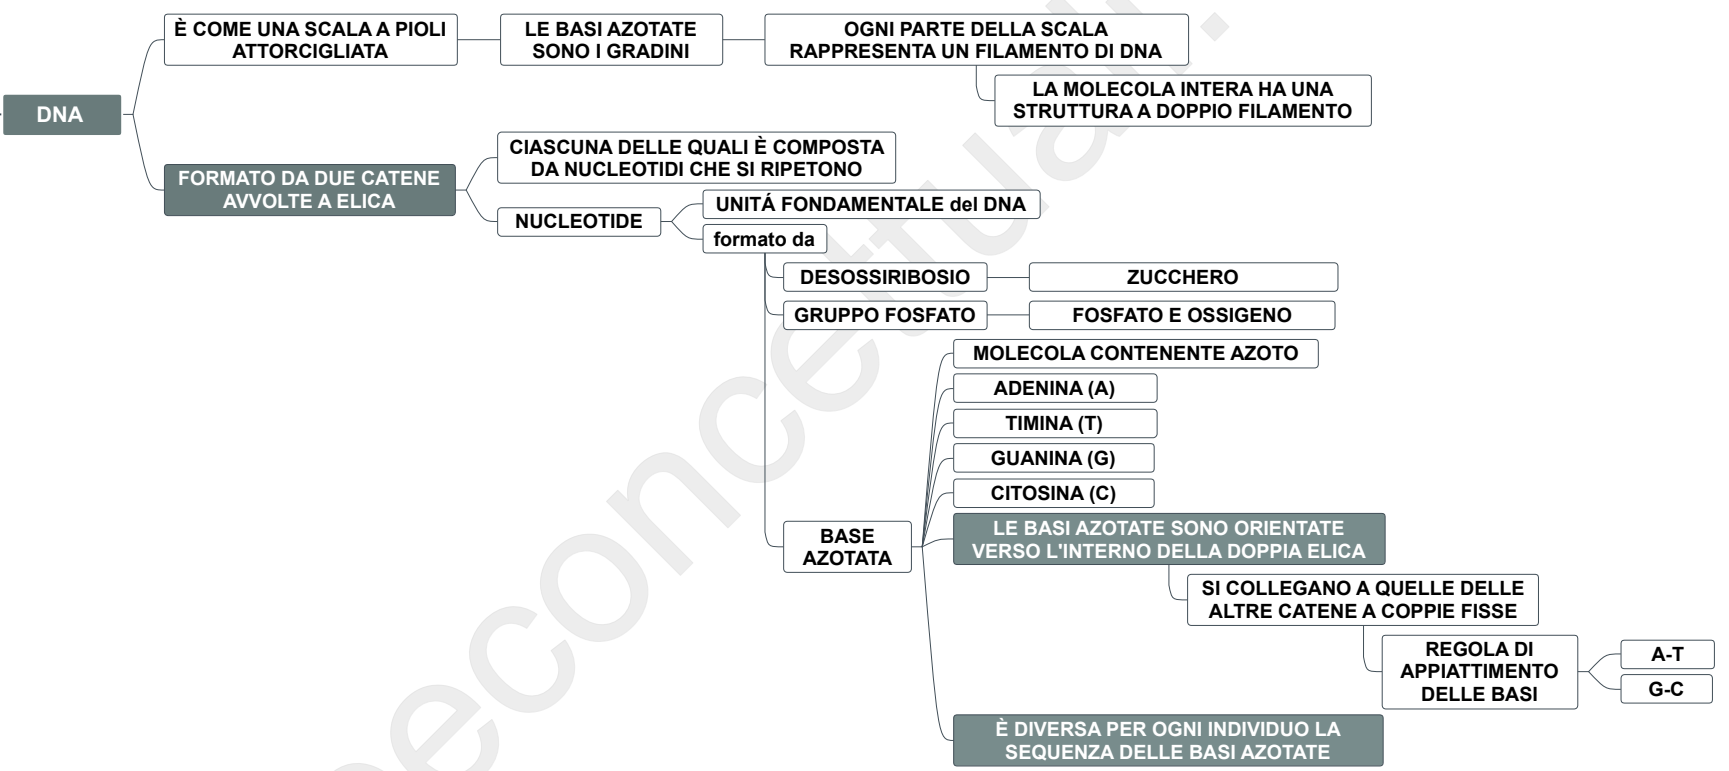 DNA
È COME UNA SCALA A PIOLI
ATTORCIGLIATA
LE BASI AZOTATE
SONO I GRADINI
OGNI PARTE DELLA SCALA
RAPPRESENTA UN FILAMENTO DI DNA
LA MOLECOLA INTERA HA UNA
STRUTTURA A DOPPIO FILAMENTO
FORMATO DA DUE CATENE
AVVOLTE A ELICA
CIASCUNA DELLE QUALI È COMPOSTA
DA NUCLEOTIDI CHE SI RIPETONO
NUCLEOTIDE
UNITÁ FONDAMENTALE del DNA
formato da
DESOSSIRIBOSIO
ZUCCHERO
GRUPPO FOSFATO
FOSFATO E OSSIGENO
BASE
AZOTATA
MOLECOLA CONTENENTE AZOTO
ADENINA (A)
TIMINA (T)
GUANINA (G)
CITOSINA (C)
LE BASI AZOTATE SONO ORIENTATE
VERSO L'INTERNO DELLA DOPPIA ELICA
SI COLLEGANO A QUELLE DELLE
ALTRE CATENE A COPPIE FISSE
REGOLA DI
APPIATTIMENTO
DELLE BASI
A-T
G-C
È DIVERSA PER OGNI INDIVIDUO LA
SEQUENZA DELLE BASI AZOTATE